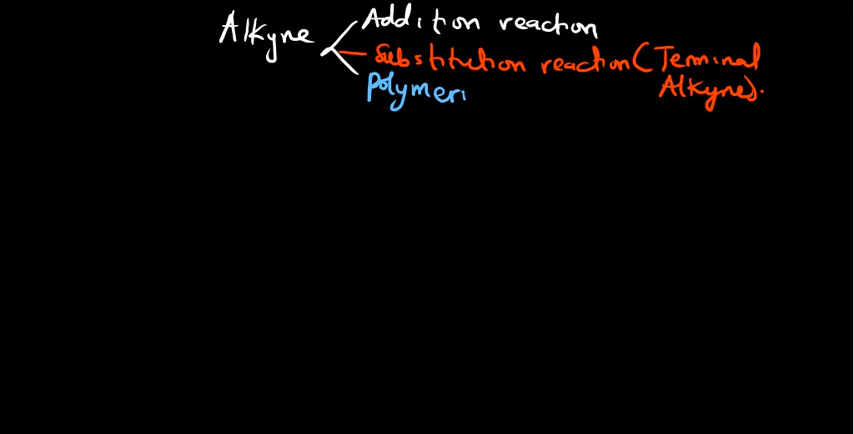 Alkyne
Addition reaction
Substitution reaction (Terminal
Alkyne).
Polymeri